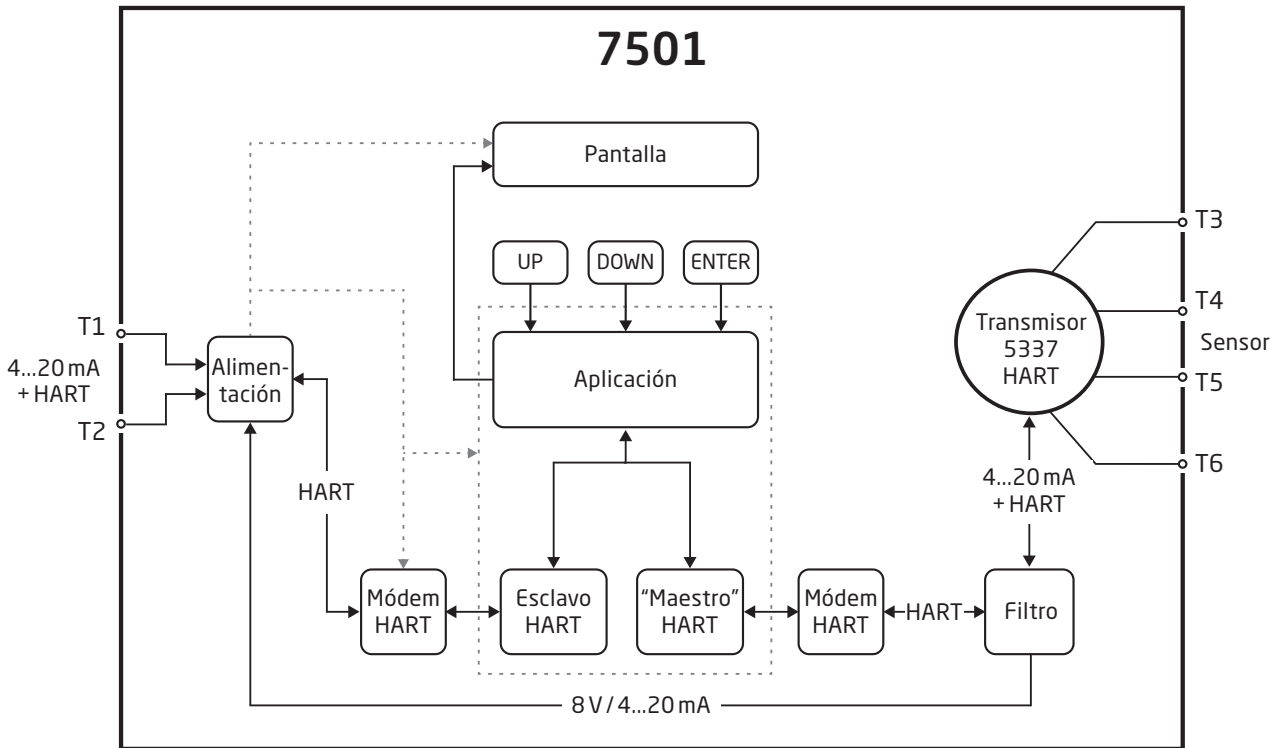 7501
Pantalla
UP
DOWN
ENTER
T1
4...20 mA
+ HART
T2
Alimen-
tación
Aplicación
Transmisor
5337
HART
T3
T4
Sensor
T5
T6
HART
4...20 mA
+ HART
Módem
HART
Esclavo
HART
“Maestro”
HART
Módem
HART
HART
Filtro
8 V / 4...20 mA